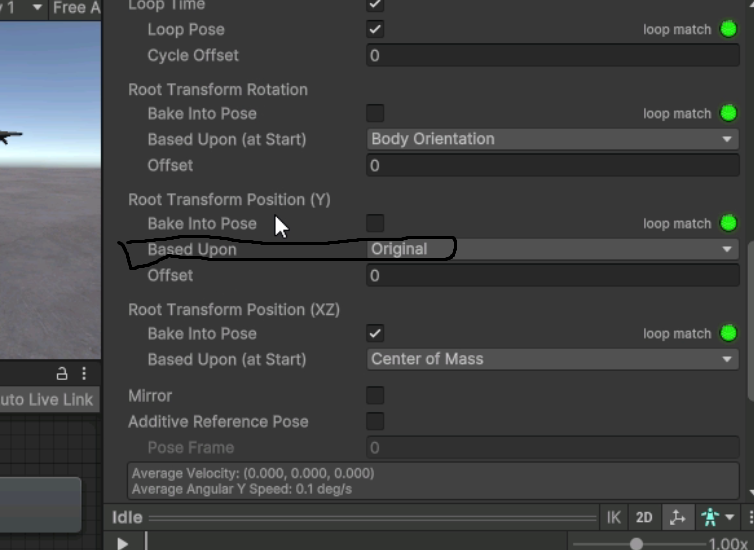 y 1 Free A
Loop Time
Loop Pose loop match
Cycle Offset 0
Root Transform Rotation
Bake Into Pose loop match
Based Upon (at Start) Body Orientation
Offset 0
Root Transform Position (Y)
Bake Into Pose loop match
Based Upon Original
Offset 0
Root Transform Position (XZ)
Bake Into Pose loop match
Based Upon (at Start) Center of Mass
uto Live Link
Mirror
Additive Reference Pose
Pose Frame 0
Average Velocity: (0.000, 0.000, 0.000)
Average Angular Y Speed: 0.1 deg/s
Idle IK 2D
1.00x